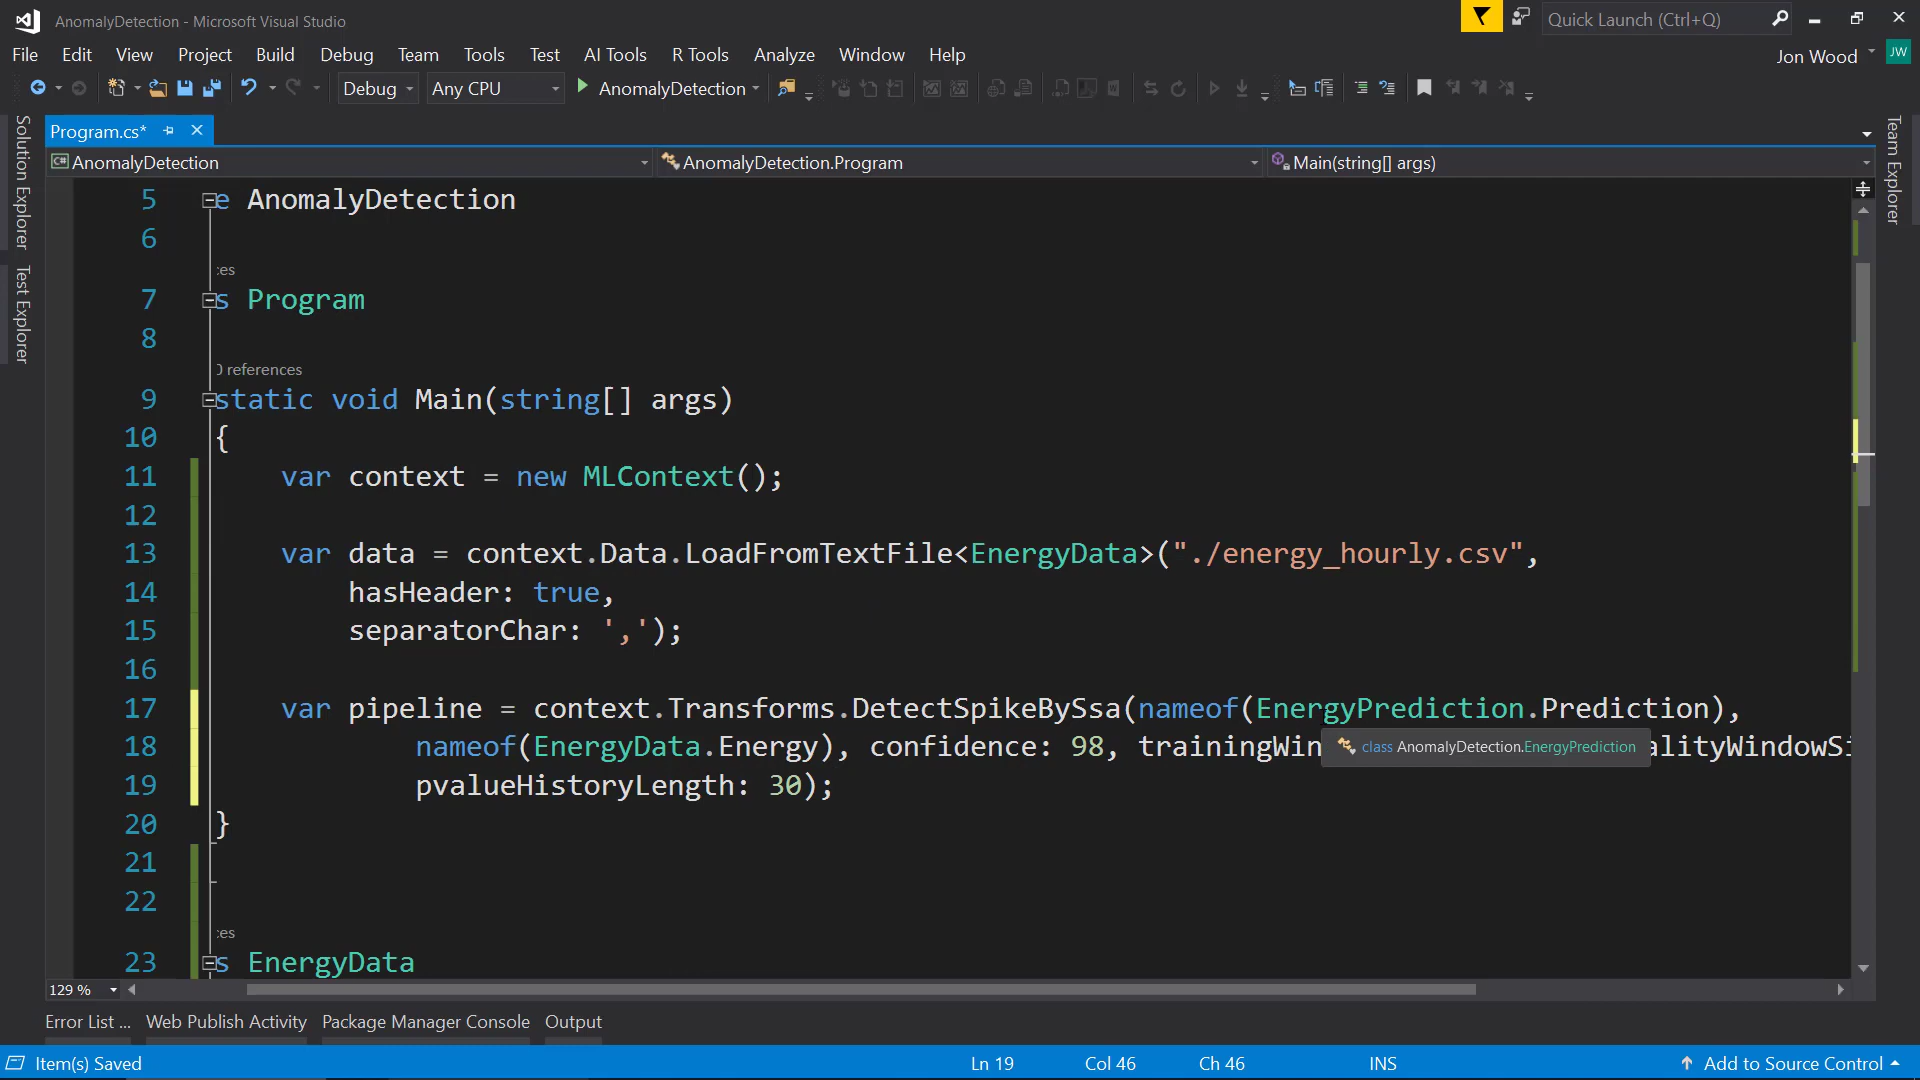 AnomalyDetection - Microsoft Visual Studio
Quick Launch (Ctrl+Q)
File Edit View Project Build Debug Team Tools Test AI Tools R Tools Analyze Window Help
Jon Wood JW
Debug Any CPU AnomalyDetection
Solution Explorer
Test Explorer
Team Explorer
Program.cs*
AnomalyDetection AnomalyDetection.Program Main(string[] args)
5 e AnomalyDetection
6
ces
7 s Program
8
0 references
9 static void Main(string[] args)
10 {
11 var context = new MLContext();
12
13 var data = context.Data.LoadFromTextFile<EnergyData>("./energy_hourly.csv",
14 hasHeader: true,
15 separatorChar: ',');
16
17 var pipeline = context.Transforms.DetectSpikeBySsa(nameof(EnergyPrediction.Prediction),
18 nameof(EnergyData.Energy), confidence: 98, trainingWin alityWindowSi
class AnomalyDetection.EnergyPrediction
19 pvalueHistoryLength: 30);
20 }
21
22
ces
23 s EnergyData
129 %
Error List ... Web Publish Activity Package Manager Console Output
Item(s) Saved Ln 19 Col 46 Ch 46 INS Add to Source Control